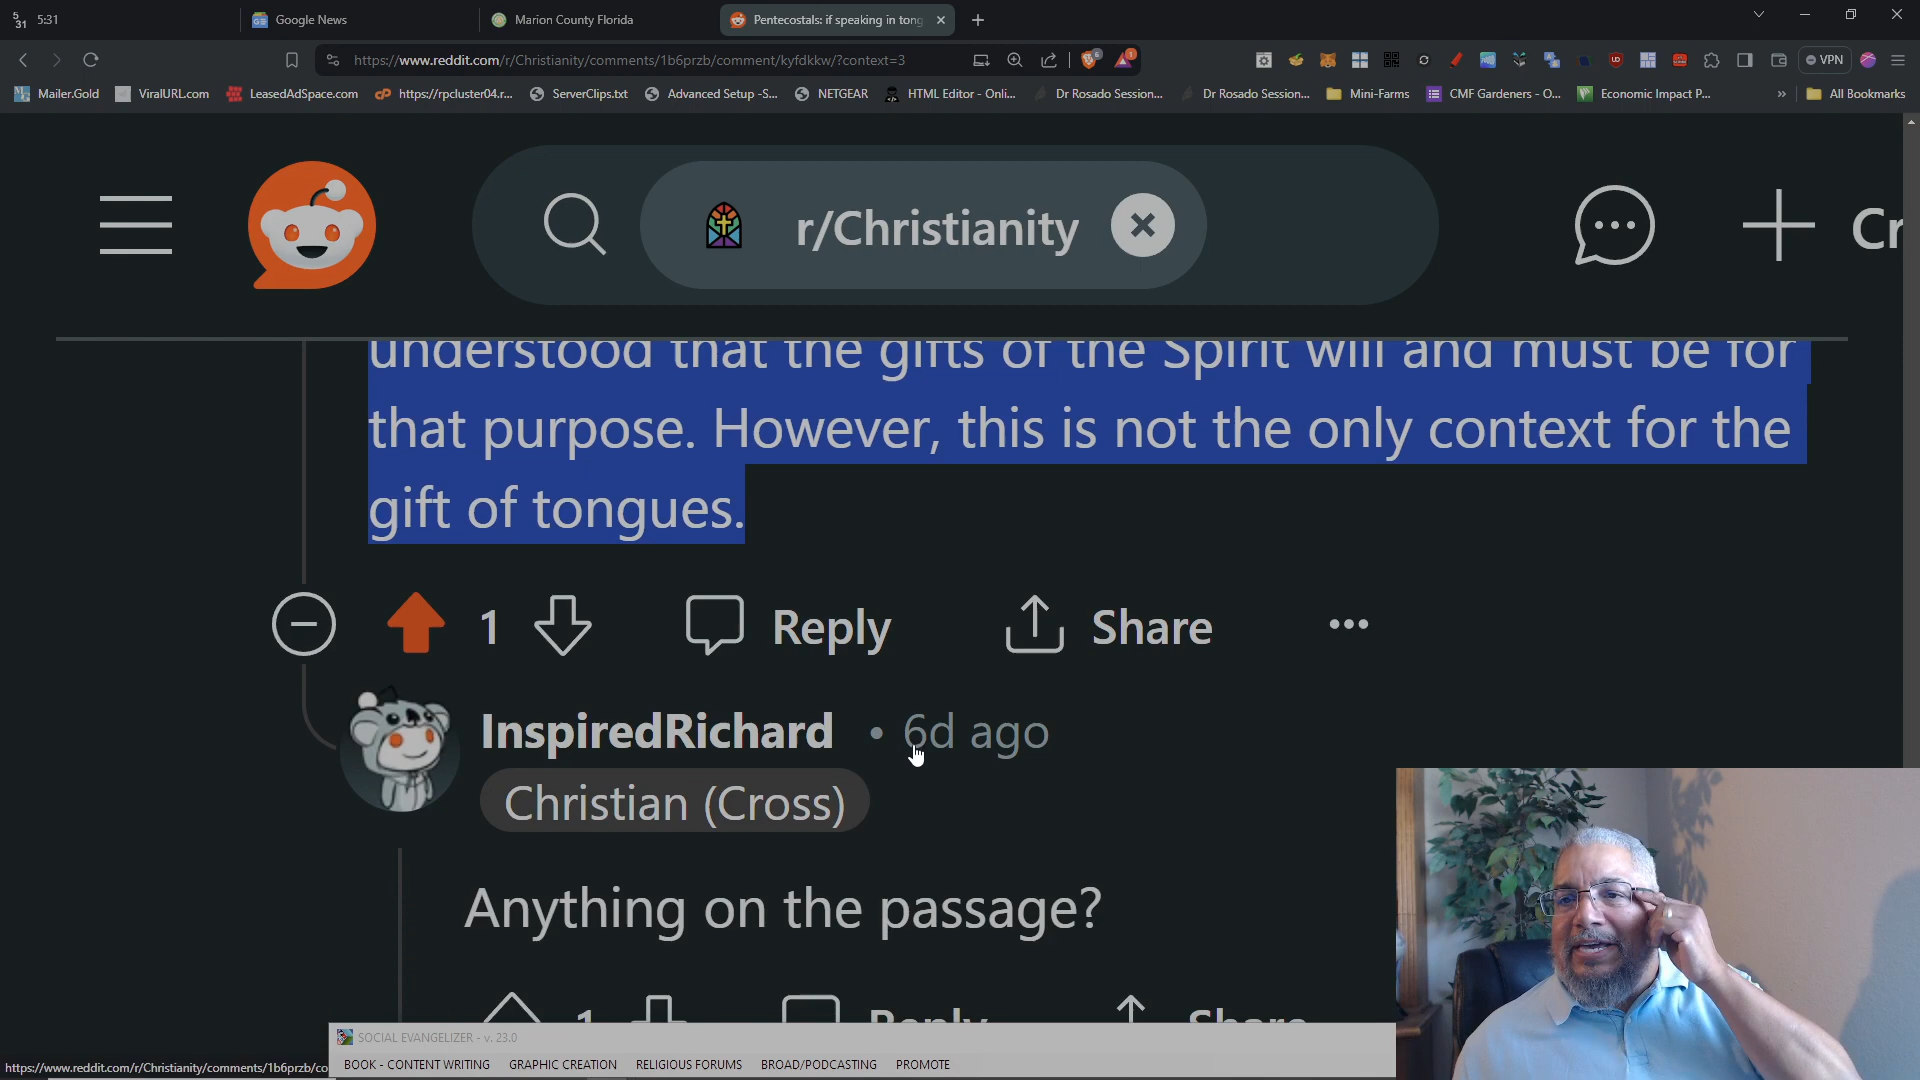 5
31
5:31
Google News
Marion County Florida
Pentecostals: if speaking in tong
https://www.reddit.com/r/Christianity/comments/1b6przb/comment/kyfdkkw/?context=3
6
1
VPN
Mailer.Gold
ViralURL.com
LeasedAdSpace.com
https://rpcluster04.r...
ServerClips.txt
Advanced Setup -S...
NETGEAR
HTML Editor - Onli...
Dr Rosado Session...
Dr Rosado Session...
Mini-Farms
CMF Gardeners - O...
Economic Impact P...
»
All Bookmarks
r/Christianity
Cr
understood that the gifts of the Spirit will and must be for
that purpose. However, this is not the only context for the
gift of tongues.
1
Reply
Share
InspiredRichard • 6d ago
Christian (Cross)
Anything on the passage?
1
Reply
Share
SOCIAL EVANGELIZER - v. 23.0
BOOK - CONTENT WRITING
GRAPHIC CREATION
RELIGIOUS FORUMS
BROAD/PODCASTING
PROMOTE
https://www.reddit.com/r/Christianity/comments/1b6przb/co